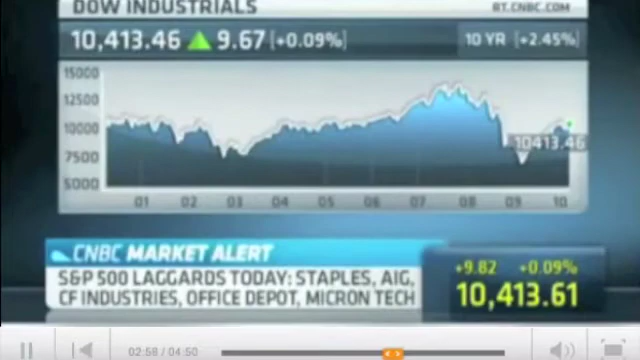 DOW INDUSTRIALS RT.CNBC.COM
10,413.46 ▲ 9.67 [+0.09%] 10 YR [+2.45%]
15000
12500
10000
7500
5000
10413.46
01 02 03 04 05 06 07 08 09 10
CNBC MARKET ALERT
S&P 500 LAGGARDS TODAY: STAPLES, AIG,
CF INDUSTRIES, OFFICE DEPOT, MICRON TECH
+9.82 +0.09%
10,413.61
02:58 / 04:50